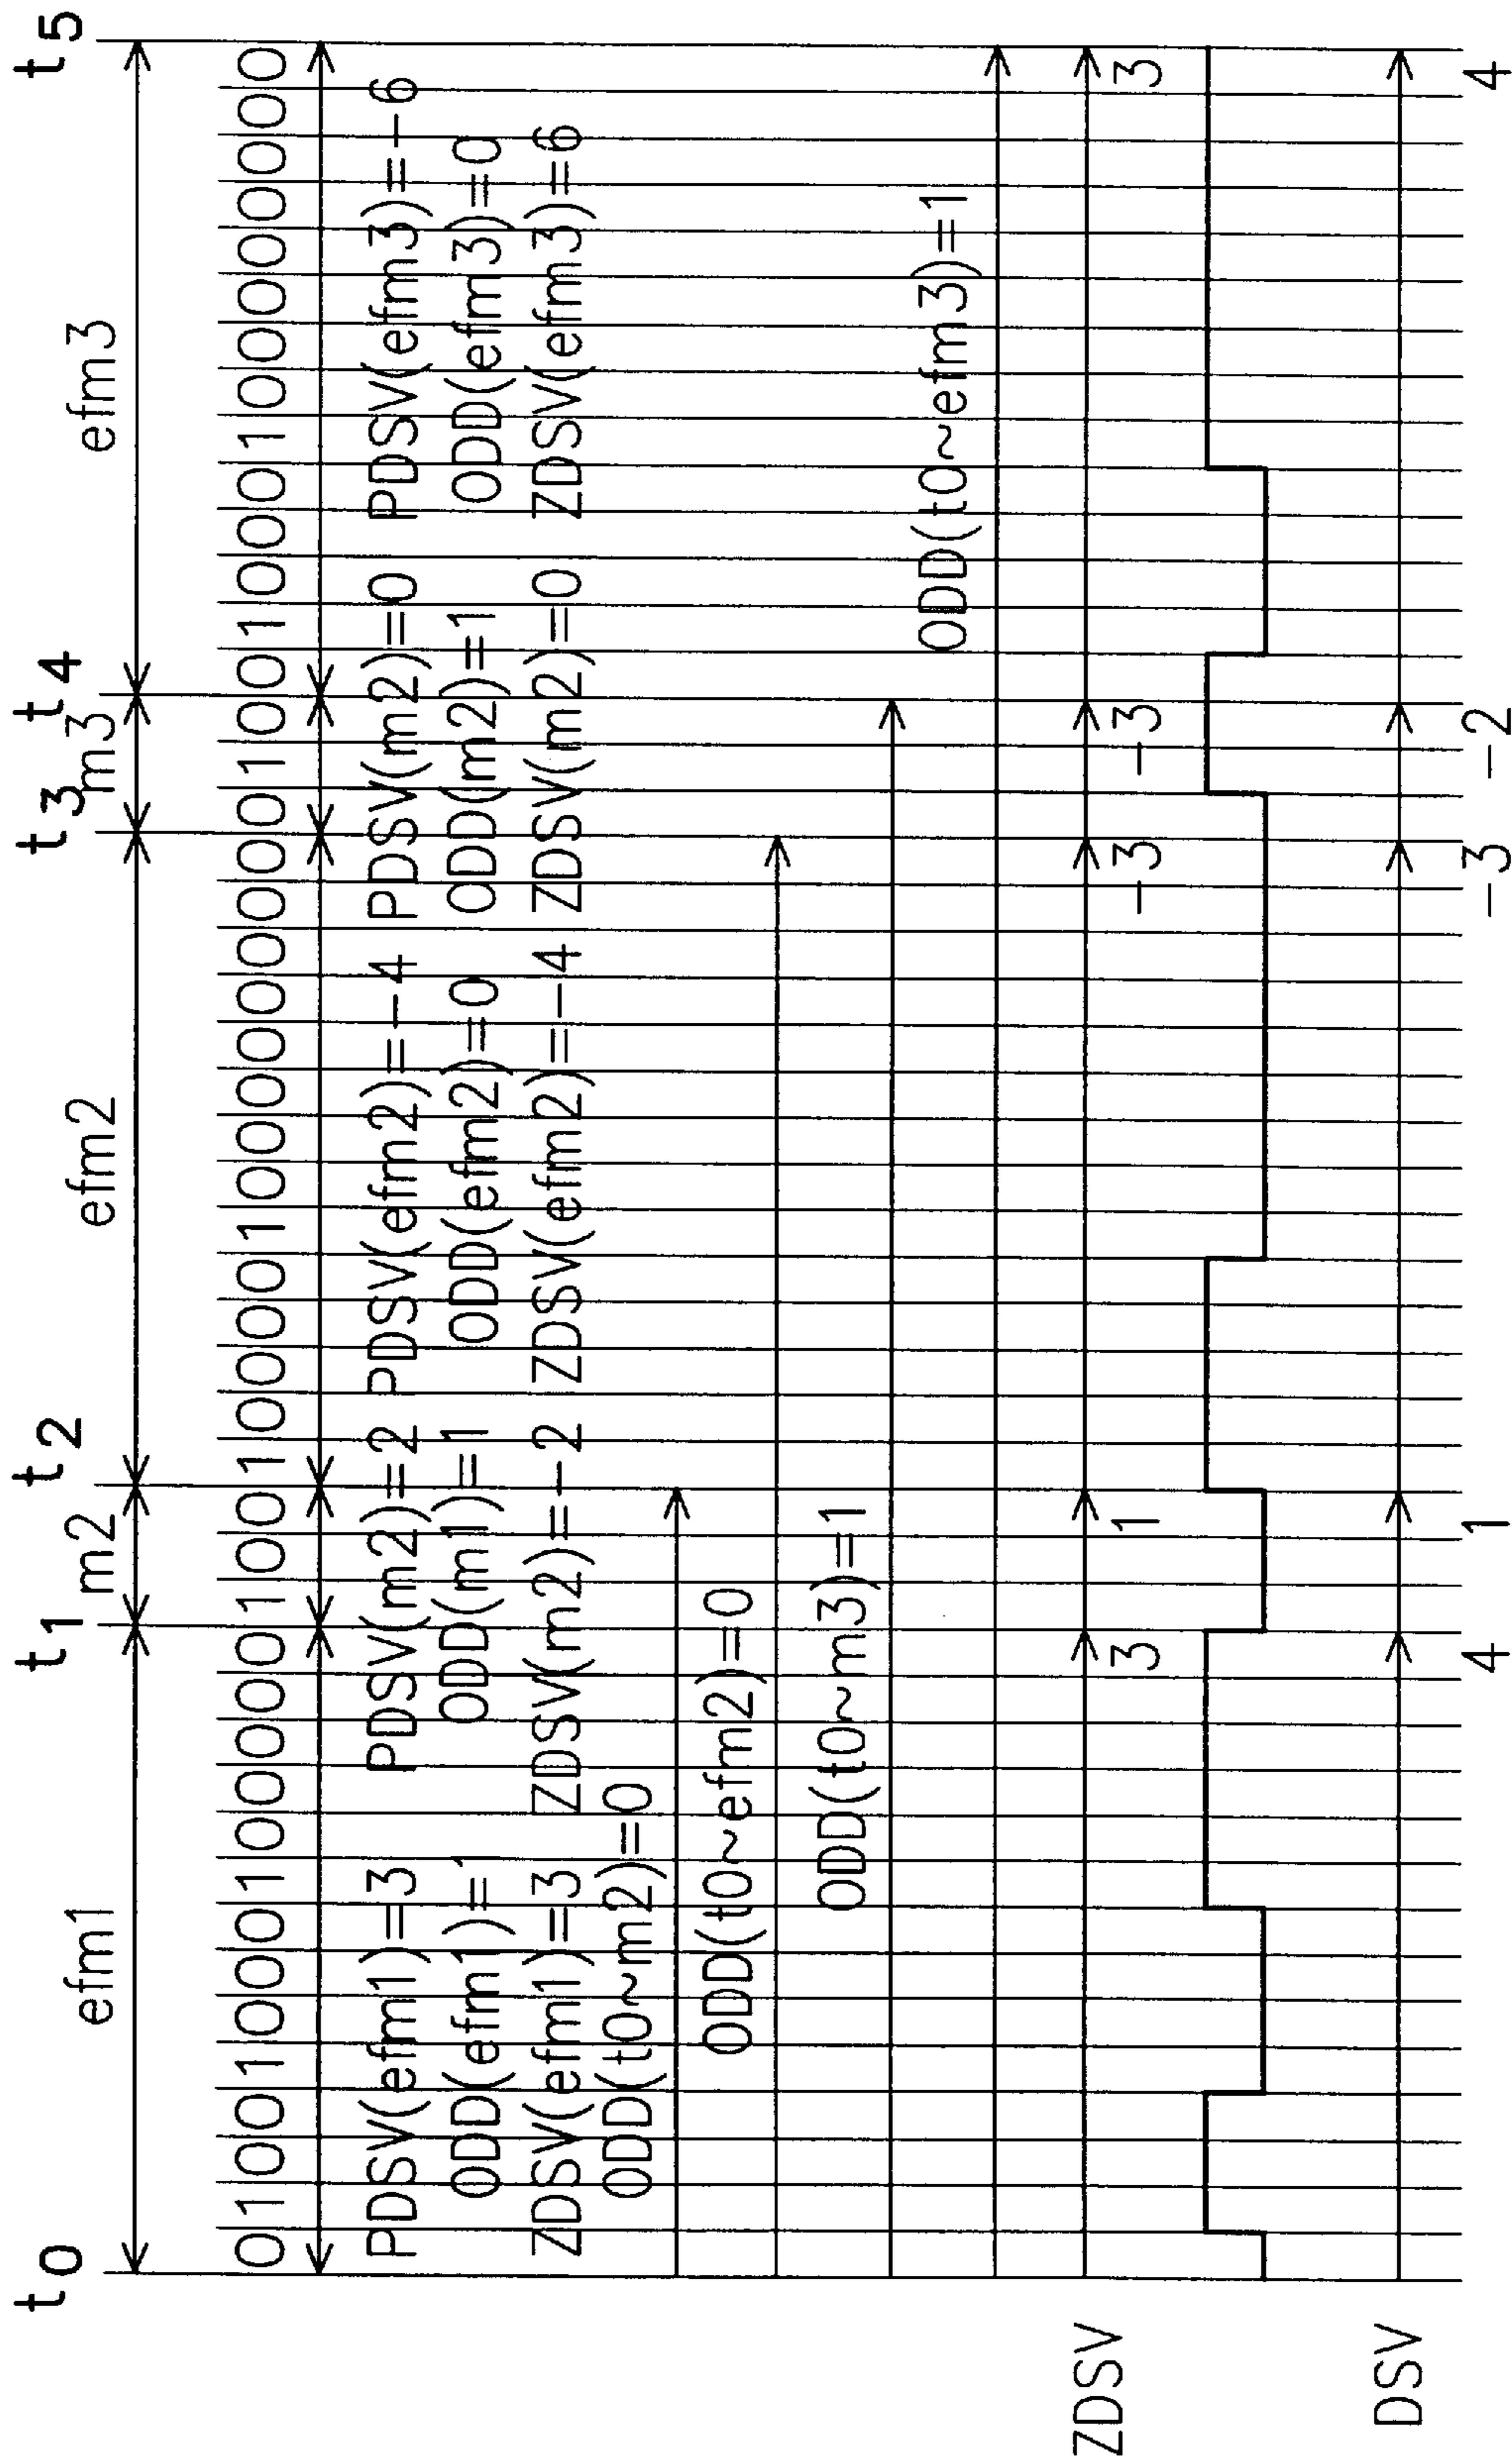 t0 t1 t2 t3 t4 t5
efm1 m2 efm2 m3 efm3
010010001000001001000010000000001001000100000000
PDSV(efm1)=3 PDSV(m2)=2 PDSV(efm2)=-4 PDSV(m2)=0 PDSV(efm3)=-6
ODD(efm1)=1 ODD(m1)=1 ODD(efm2)=0 ODD(m2)=1 ODD(efm3)=0
ZDSV(efm1)=3 ZDSV(m2)=-2 ZDSV(efm2)=-4 ZDSV(m2)=0 ZDSV(efm3)=6
ODD(t0~m2)=0
ODD(t0~efm2)=0
ODD(t0~m3)=1
ODD(t0~efm3)=1
ZDSV 3 1 -3 -3 3
DSV 4 1 -3 -2 4